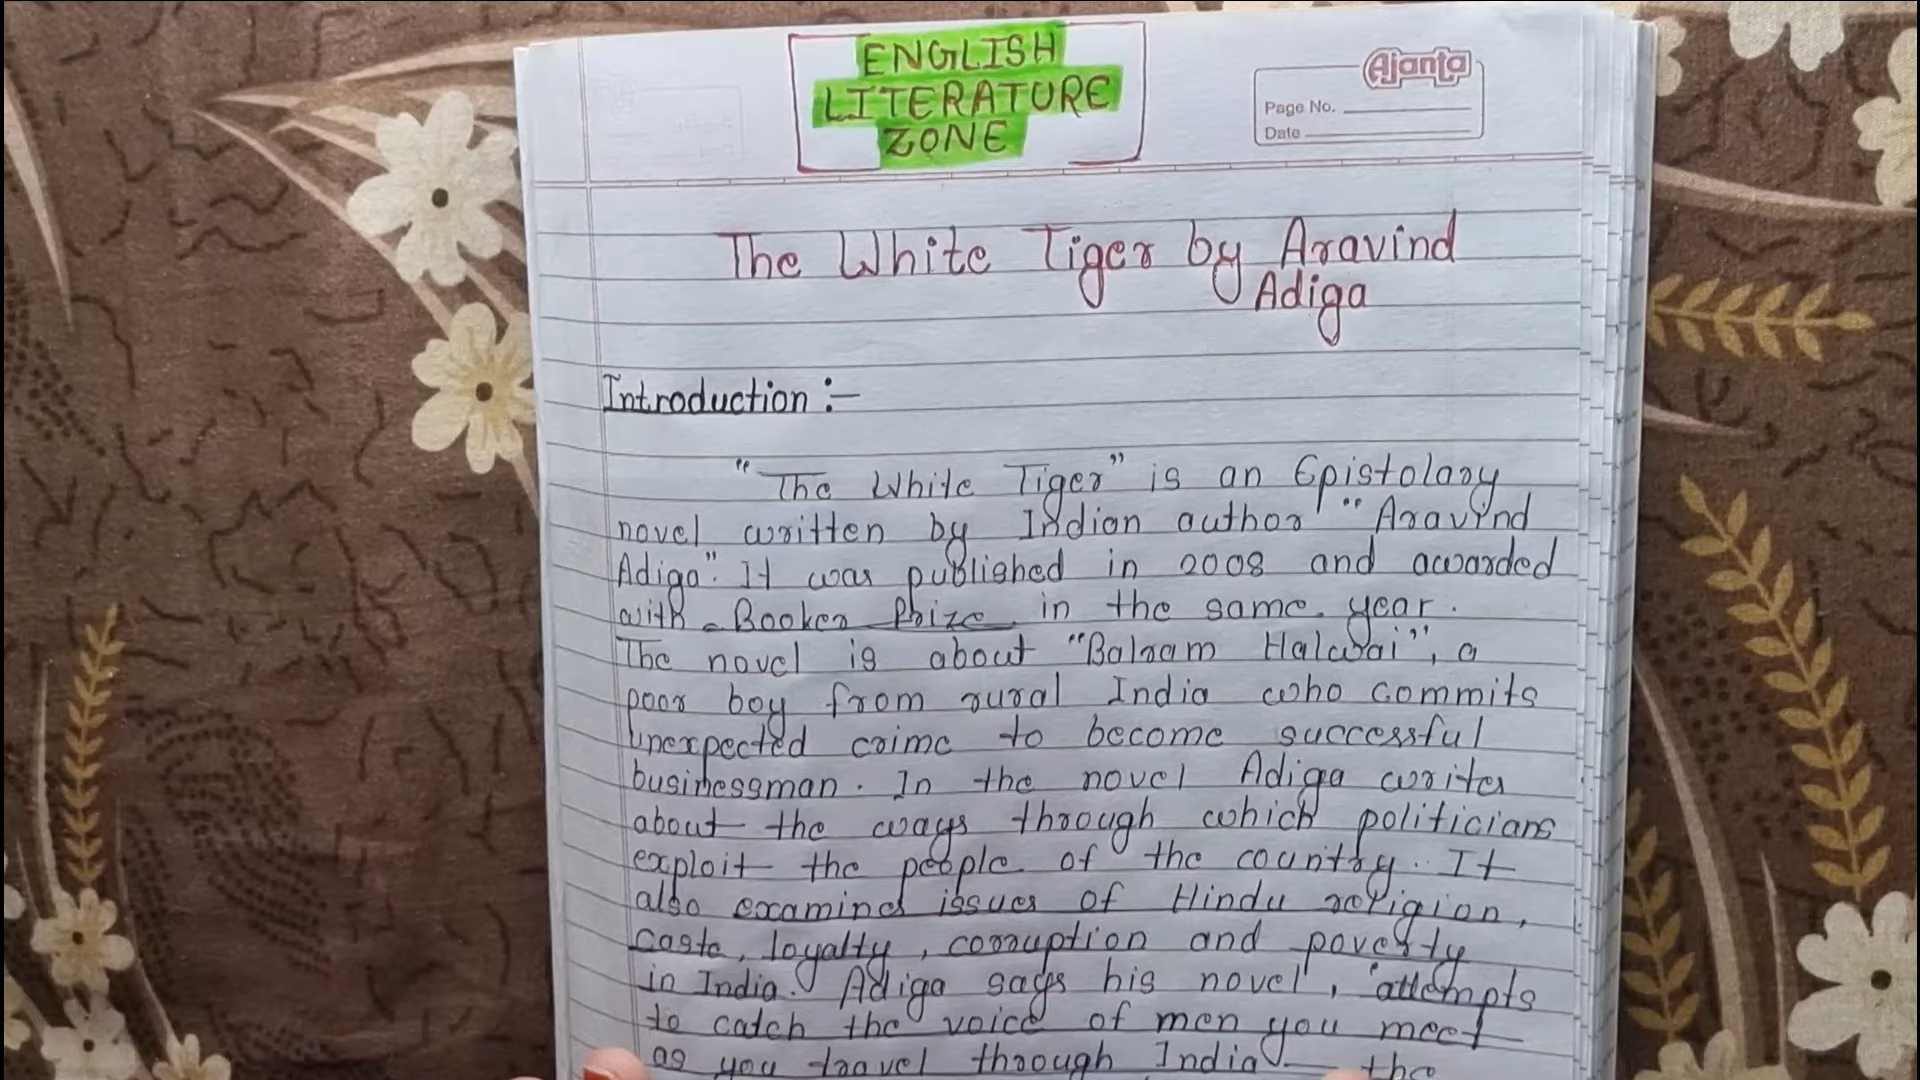 ENGLISH
LITERATURE
ZONE
Ajanta
Page No.
Date
The White Tiger by Aravind
Adiga
Introduction :-
"The White Tiger" is an Epistolary
novel written by Indian author "Aravind
Adiga". It was published in 2008 and awarded
with Booker Prize in the same year.
The novel is about "Balram Halwai", a
poor boy from rural India who commits
unexpected crime to become successful
businessman. In the novel Adiga writes
about the ways through which politicians
exploit the people of the country. It
also examines issues of Hindu religion,
caste, loyalty, corruption and poverty
in India. Adiga says his novel, "attempts
to catch the voice of men you meet
as you travel through India — the